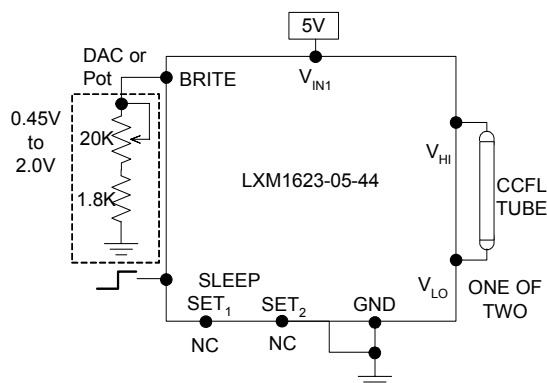 5V
DAC or
Pot
BRITE
V_IN1
0.45V
to
2.0V
20K
1.8K
LXM1623-05-44
V_HI
CCFL
TUBE
V_LO
ONE OF
TWO
SLEEP
SET_1
SET_2
GND
NC
NC